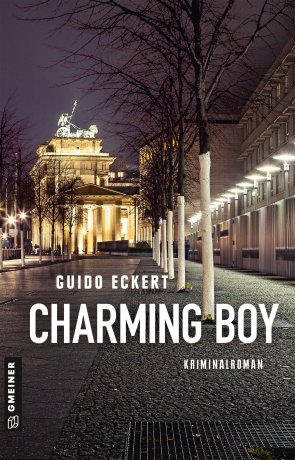 GUIDO ECKERT
CHARMING BOY
KRIMINALROMAN
GMEINER